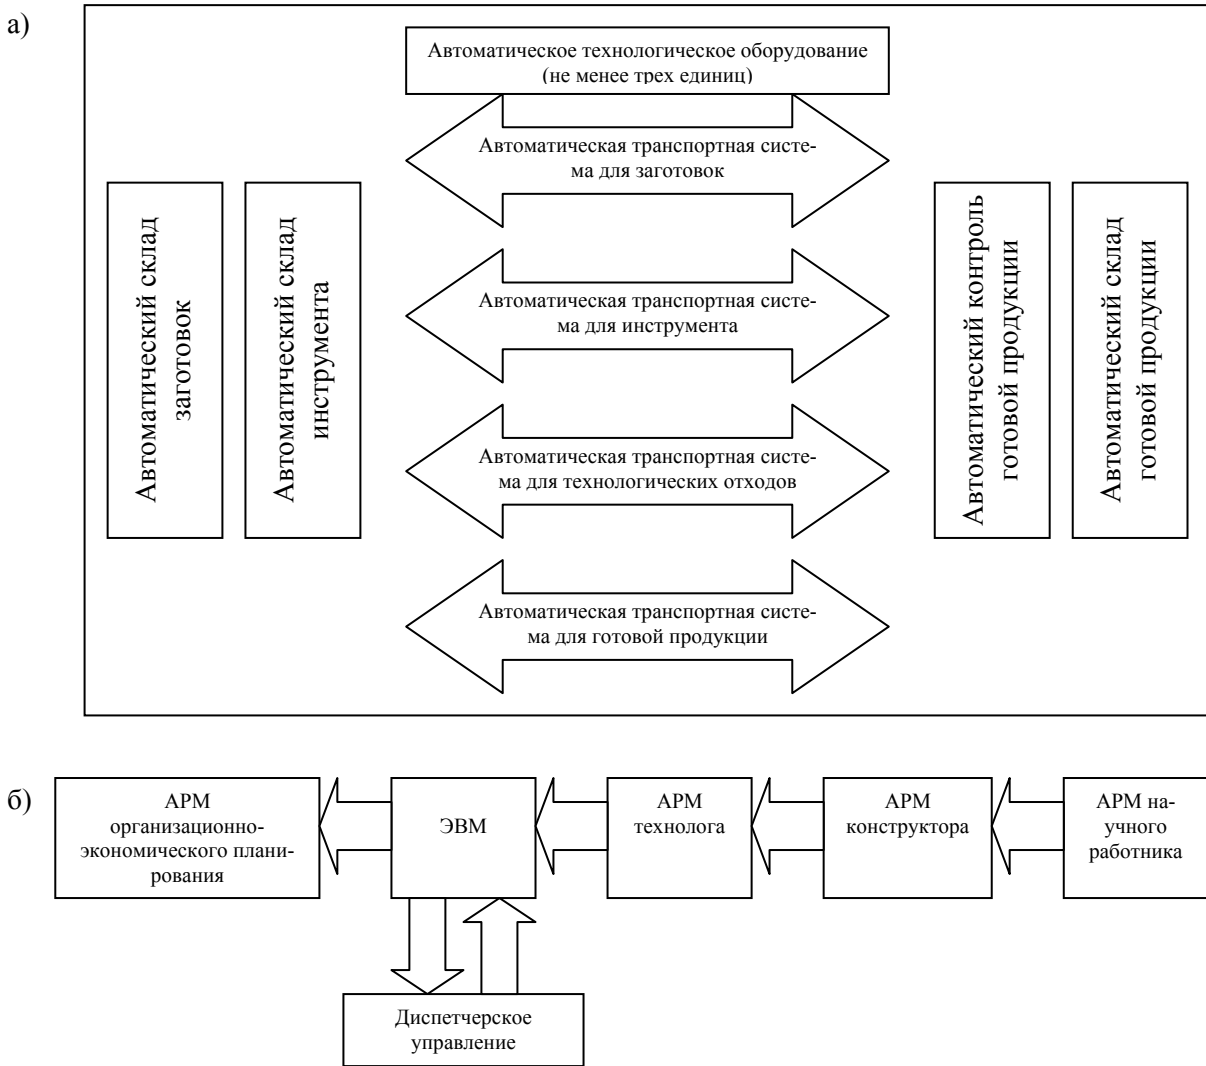 а)
Автоматическое технологическое оборудование
(не менее трех единиц)
Автоматическая транспортная систе-
ма для заготовок
Автоматический склад
заготовок
Автоматический склад
инструмента
Автоматическая транспортная систе-
ма для инструмента
Автоматическая транспортная систе-
ма для технологических отходов
Автоматическая транспортная систе-
ма для готовой продукции
Автоматический контроль
готовой продукции
Автоматический склад
готовой продукции
б)
АРМ
организационно-
экономического плани-
рования
ЭВМ
АРМ
технолога
АРМ
конструктора
АРМ на-
учного
работника
Диспетчерское
управление